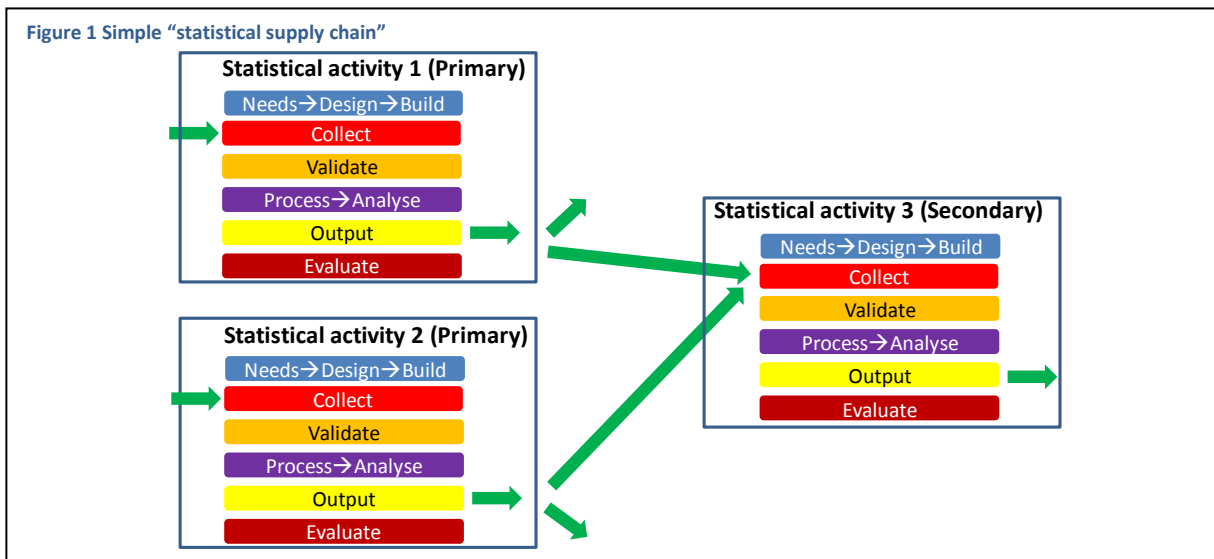 Figure 1 Simple “statistical supply chain”
Statistical activity 1 (Primary)
Needs→Design→Build
Collect
Validate
Process→Analyse
Output
Evaluate
Statistical activity 2 (Primary)
Needs→Design→Build
Collect
Validate
Process→Analyse
Output
Evaluate
Statistical activity 3 (Secondary)
Needs→Design→Build
Collect
Validate
Process→Analyse
Output
Evaluate